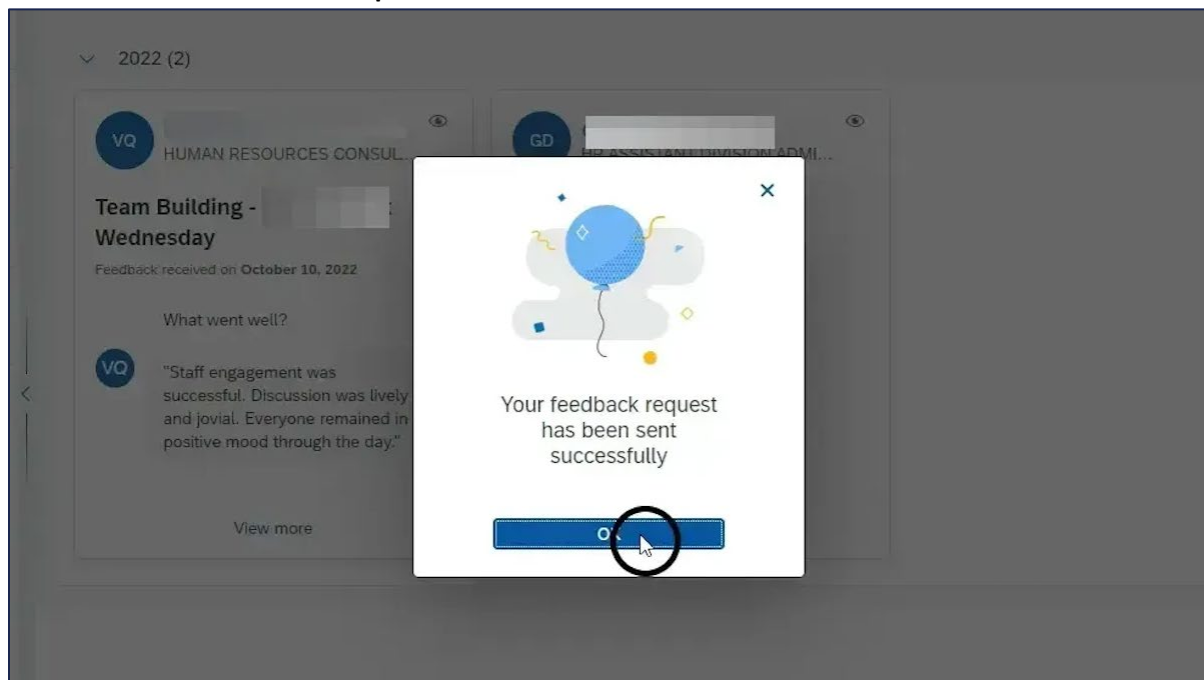 2022 (2)
VQ
HUMAN RESOURCES CONSUL...
Team Building -
Wednesday
Feedback received on October 10, 2022
What went well?
VQ
"Staff engagement was
successful. Discussion was lively
and jovial. Everyone remained in
positive mood through the day."
View more
GD
HR ASSISTANT DIVISION ADMI...
Your feedback request
has been sent
successfully
OK